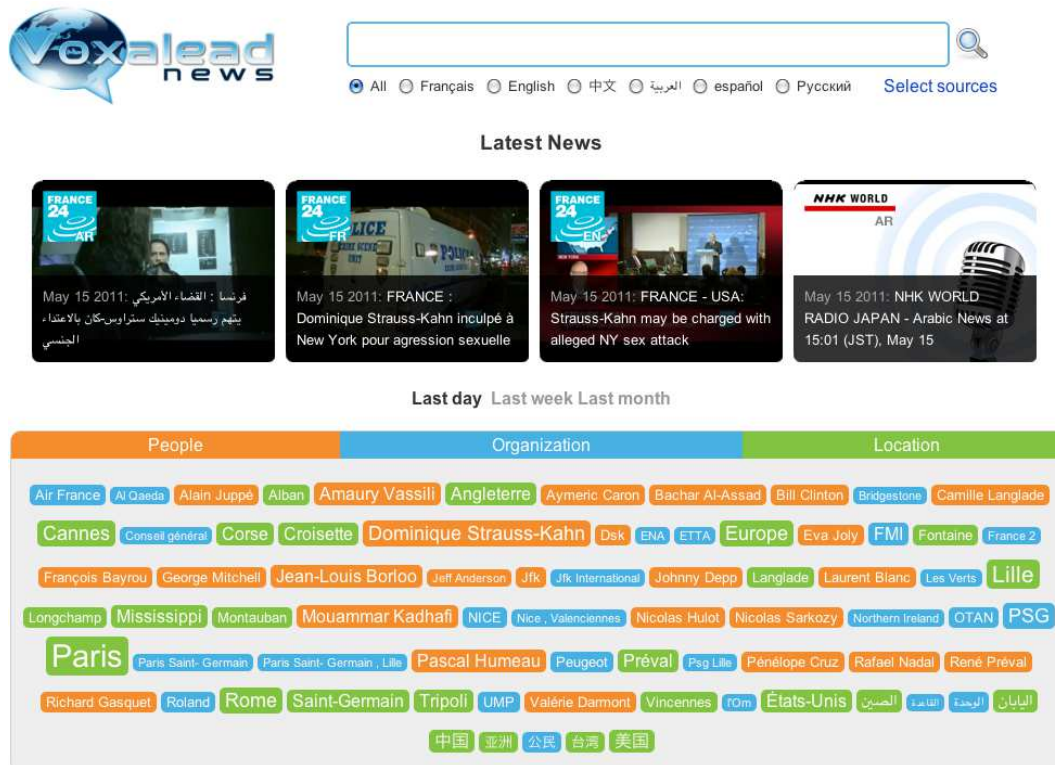 Voxalead
news
All Français English 中文 العربية español Русский Select sources
Latest News
FRANCE
24
AR
May 15 2011: فرنسا : القضاء الأمريكي
يتهم رسميا دومينيك ستراوس-كان بالاعتداء
الجنسي
FRANCE
24
FR
POLICE
CRIME SCENE
UNIT
May 15 2011: FRANCE :
Dominique Strauss-Kahn inculpé à
New York pour agression sexuelle
FRANCE
24
EN
NEW YORK
May 15 2011: FRANCE - USA:
Strauss-Kahn may be charged with
alleged NY sex attack
NHK WORLD
AR
May 15 2011: NHK WORLD
RADIO JAPAN - Arabic News at
15:01 (JST), May 15
Last day Last week Last month
People Organization Location
Air France Al Qaeda Alain Juppé Alban Amaury Vassili Angleterre Aymeric Caron Bachar Al-Assad Bill Clinton Bridgestone Camille Langlade
Cannes Conseil général Corse Croisette Dominique Strauss-Kahn Dsk ENA ETTA Europe Eva Joly FMI Fontaine France 2
François Bayrou George Mitchell Jean-Louis Borloo Jeff Anderson Jfk Jfk International Johnny Depp Langlade Laurent Blanc Les Verts Lille
Longchamp Mississippi Montauban Mouammar Kadhafi NICE Nice , Valenciennes Nicolas Hulot Nicolas Sarkozy Northern Ireland OTAN PSG
Paris Paris Saint- Germain Paris Saint- Germain , Lille Pascal Humeau Peugeot Préval Psg Lille Pénélope Cruz Rafael Nadal René Préval
Richard Gasquet Roland Rome Saint-Germain Tripoli UMP Valérie Darmont Vincennes l'Om États-Unis الصين القاعدة الوحدة اليابان
中国 亚洲 公民 台湾 美国